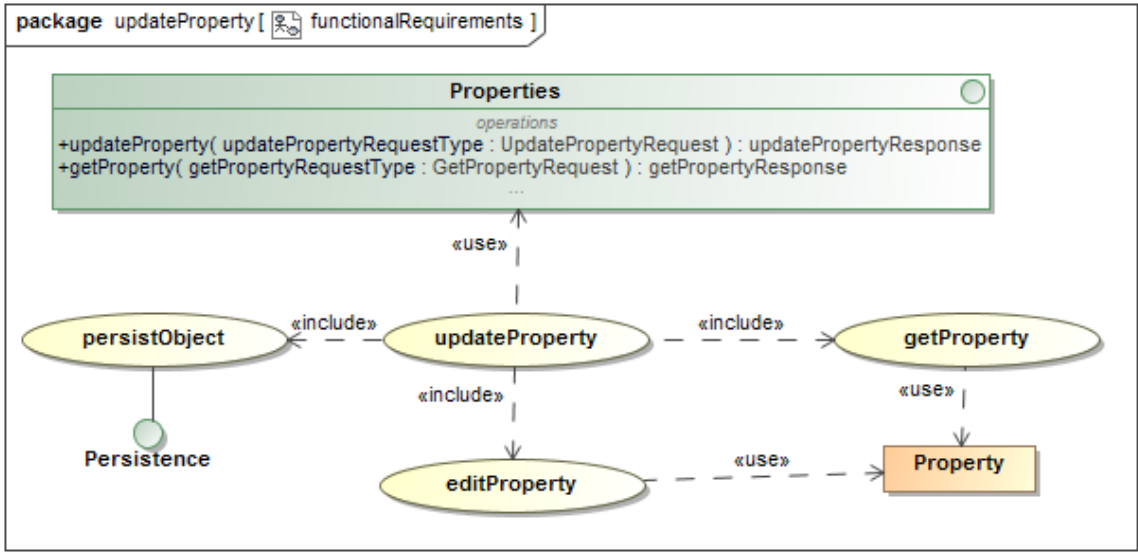 package updateProperty [ functionalRequirements ]
Properties
operations
+updateProperty( updatePropertyRequestType : UpdatePropertyRequest ) : updatePropertyResponse
+getProperty( getPropertyRequestType : GetPropertyRequest ) : getPropertyResponse
...
«use»
persistObject
«include»
updateProperty
«include»
getProperty
«include»
«use»
Persistence
editProperty
«use»
Property